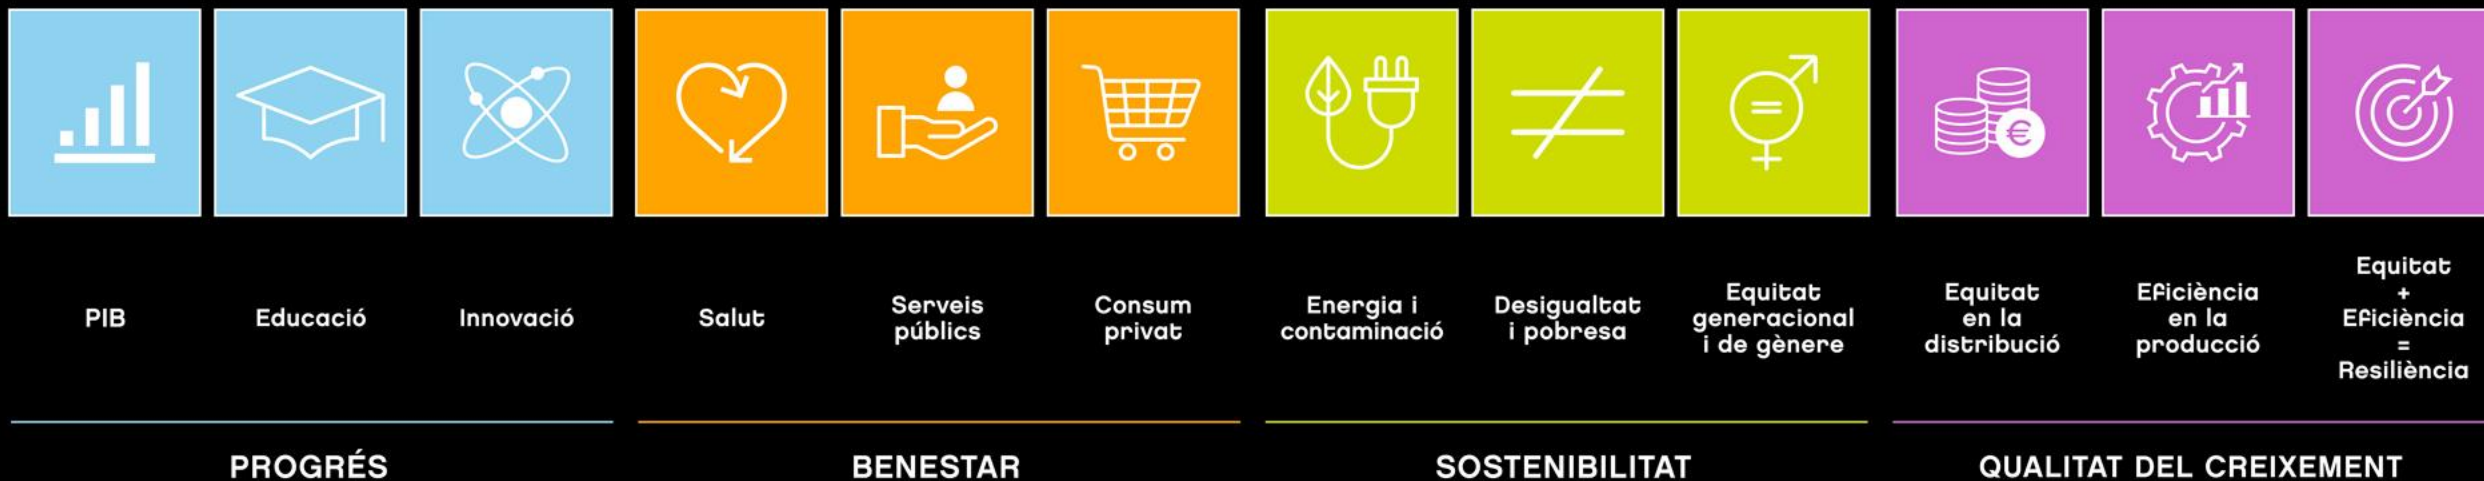 PIB
Educació
Innovació
Salut
Serveis
públics
Consum
privat
Energia i
contaminació
Desigualtat
i pobresa
Equitat
generacional
i de gènere
Equitat
en la
distribució
Eficiència
en la
producció
Equitat
+
Eficiència
=
Resiliència
PROGRÉS
BENESTAR
SOSTENIBILITAT
QUALITAT DEL CREIXEMENT